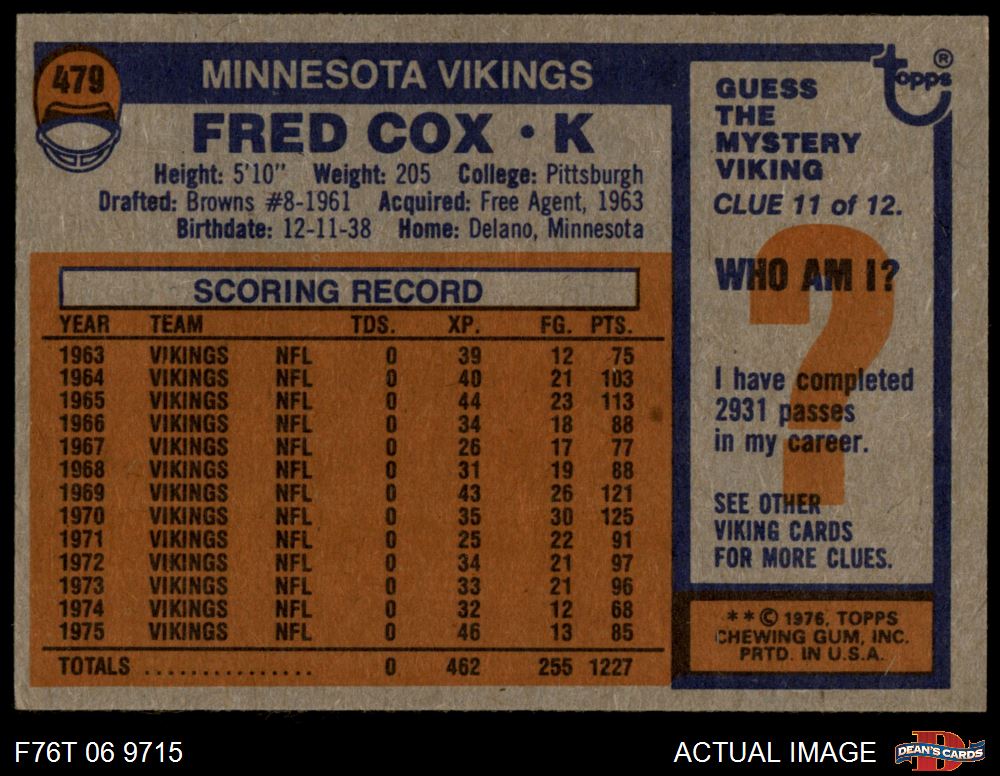 479
MINNESOTA VIKINGS
FRED COX • K
Height: 5'10" Weight: 205 College: Pittsburgh
Drafted: Browns #8-1961 Acquired: Free Agent, 1963
Birthdate: 12-11-38 Home: Delano, Minnesota
SCORING RECORD
YEAR TEAM TDS. XP. FG. PTS.
1963 VIKINGS NFL 0 39 12 75
1964 VIKINGS NFL 0 40 21 103
1965 VIKINGS NFL 0 44 23 113
1966 VIKINGS NFL 0 34 18 88
1967 VIKINGS NFL 0 26 17 77
1968 VIKINGS NFL 0 31 19 88
1969 VIKINGS NFL 0 43 26 121
1970 VIKINGS NFL 0 35 30 125
1971 VIKINGS NFL 0 25 22 91
1972 VIKINGS NFL 0 34 21 97
1973 VIKINGS NFL 0 33 21 96
1974 VIKINGS NFL 0 32 12 68
1975 VIKINGS NFL 0 46 13 85
TOTALS ............... 0 462 255 1227
topps ®
GUESS
THE
MYSTERY
VIKING
CLUE 11 of 12.
?
WHO AM I?
I have completed
2931 passes
in my career.
SEE OTHER
VIKING CARDS
FOR MORE CLUES.
**© 1976, TOPPS
CHEWING GUM, INC.
PRTD. IN U.S.A.
F76T 06 9715
ACTUAL IMAGE
D
DEAN'S CARDS